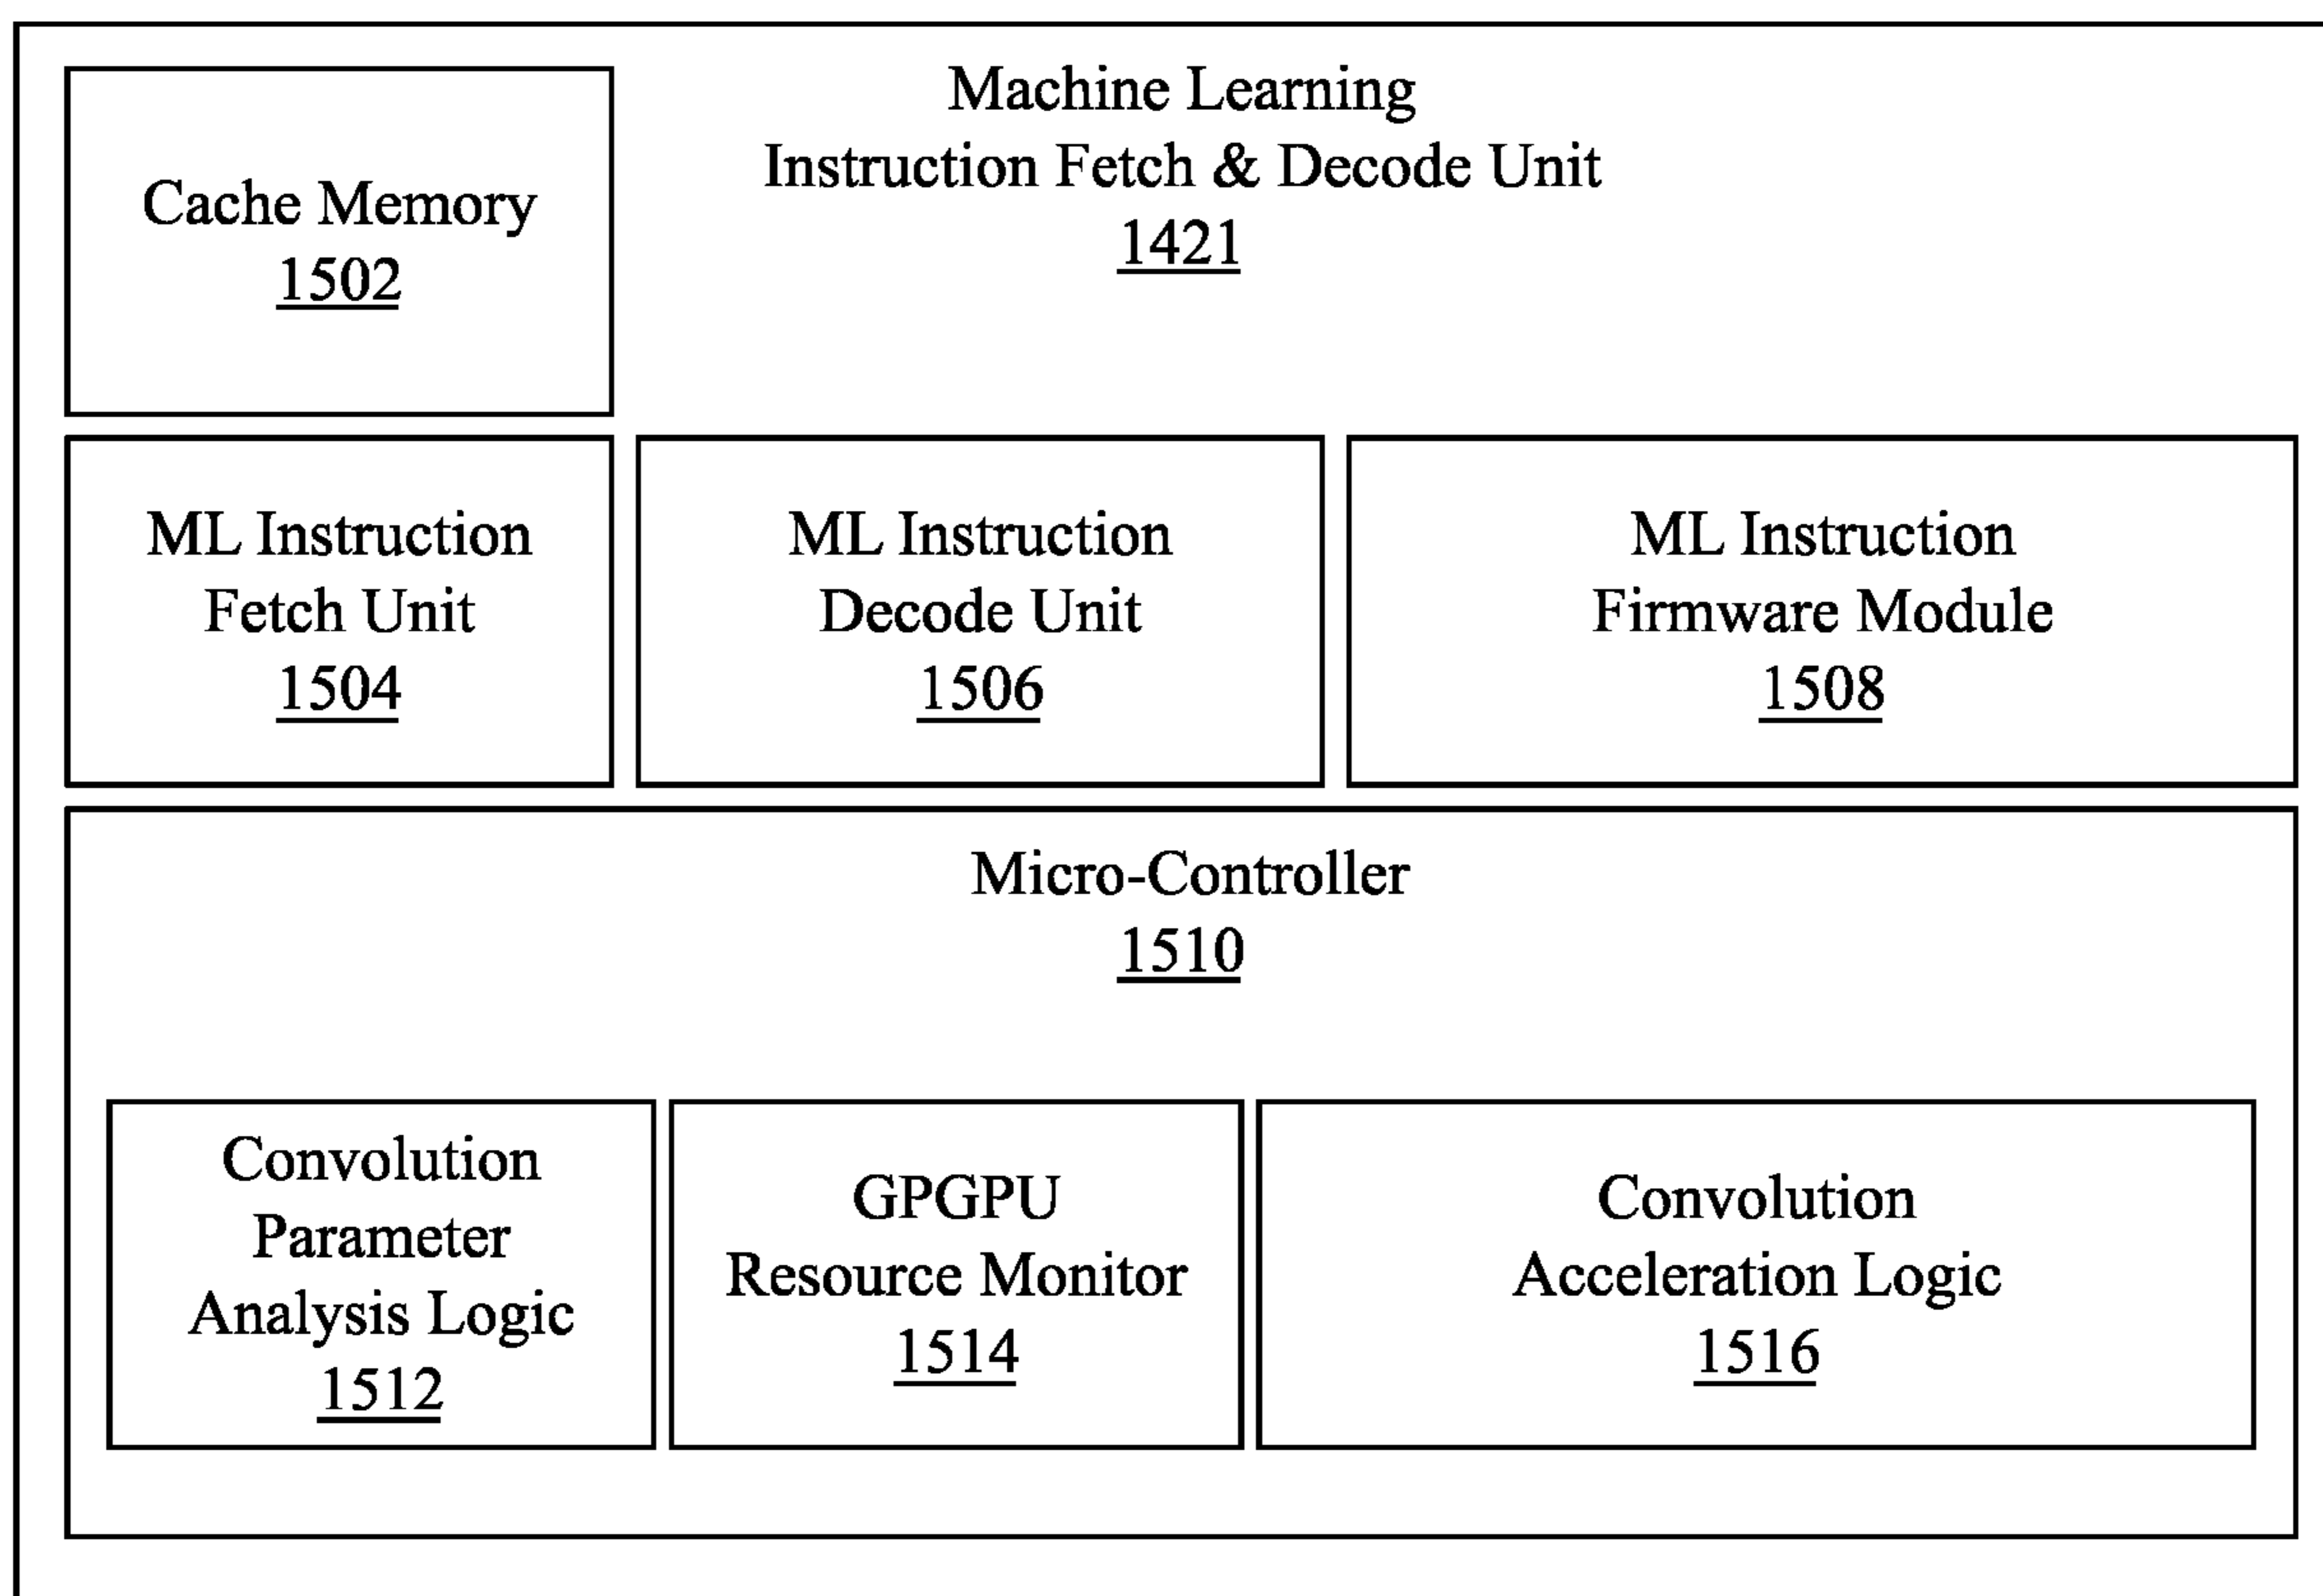 Machine Learning
Instruction Fetch & Decode Unit
1421
Cache Memory
1502
ML Instruction
Fetch Unit
1504
ML Instruction
Decode Unit
1506
ML Instruction
Firmware Module
1508
Micro-Controller
1510
Convolution
Parameter
Analysis Logic
1512
GPGPU
Resource Monitor
1514
Convolution
Acceleration Logic
1516